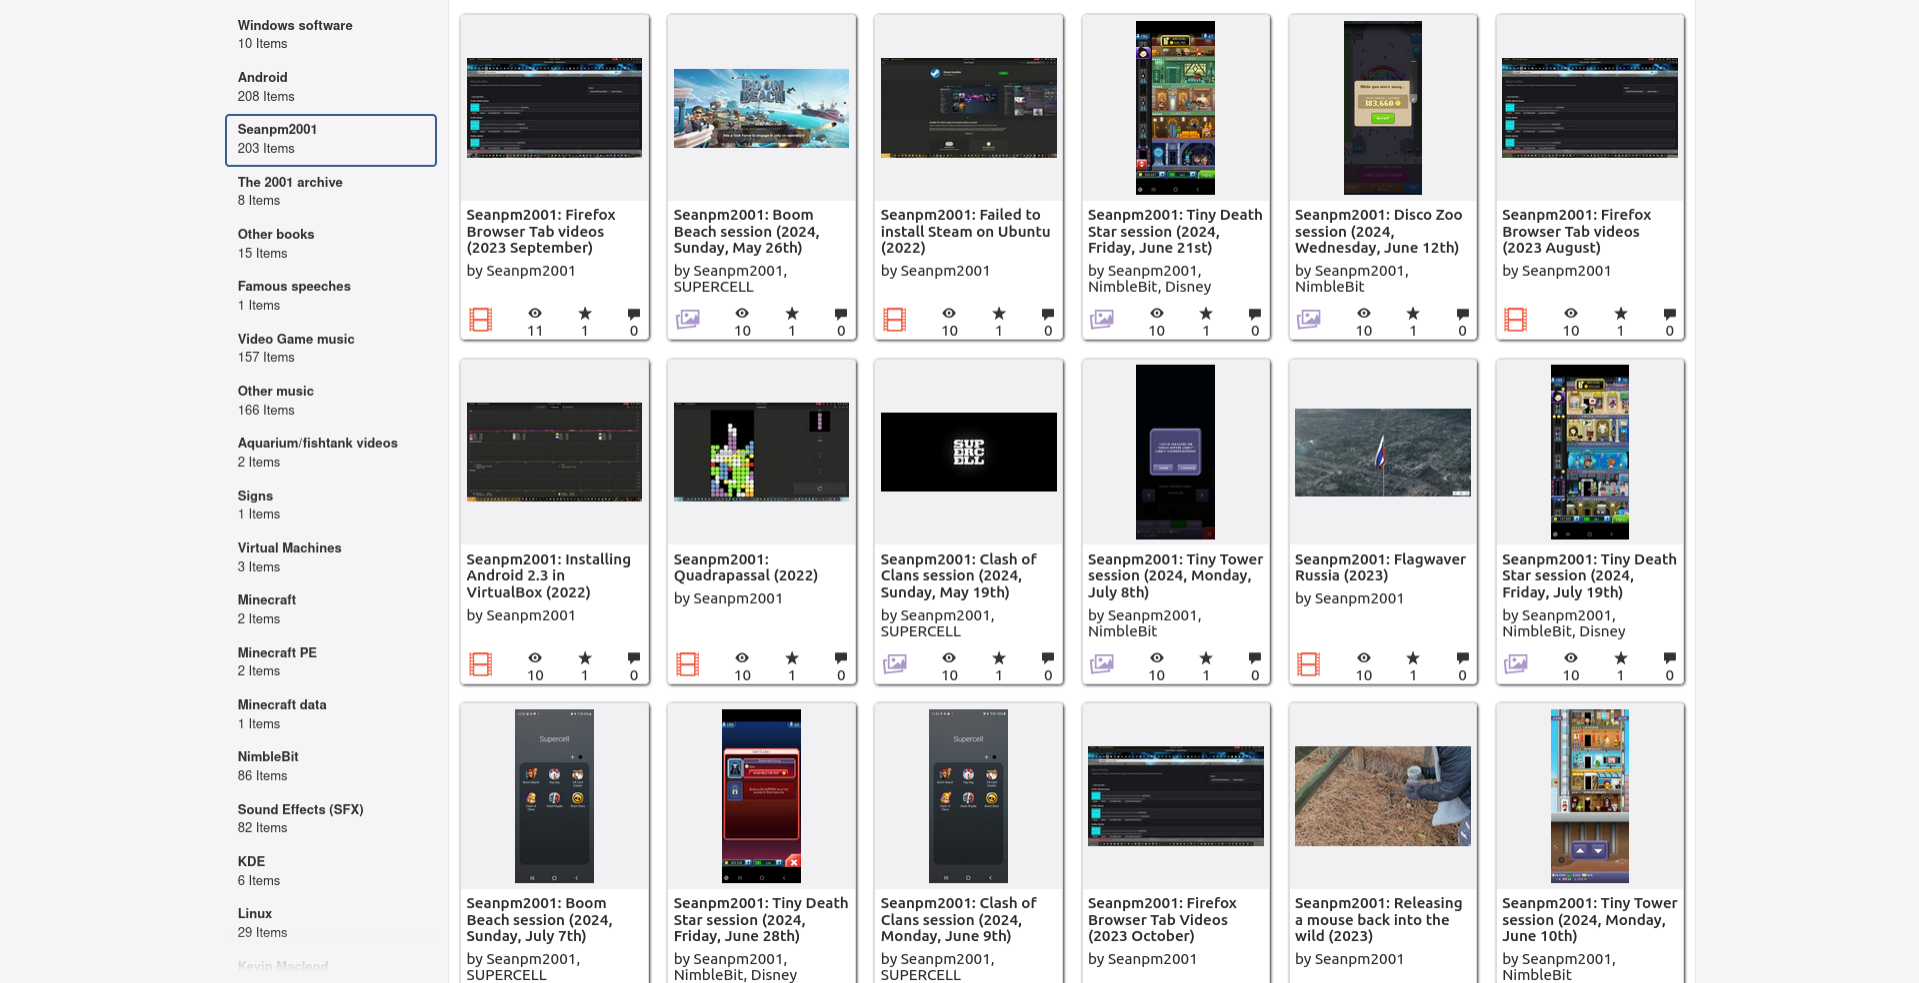 Windows software
10 Items
Android
208 Items
Seanpm2001
203 Items
The 2001 archive
8 Items
Other books
15 Items
Famous speeches
1 Items
Video Game music
157 Items
Other music
166 Items
Aquarium/fishtank videos
2 Items
Signs
1 Items
Virtual Machines
3 Items
Minecraft
2 Items
Minecraft PE
2 Items
Minecraft data
1 Items
NimbleBit
86 Items
Sound Effects (SFX)
82 Items
KDE
6 Items
Linux
29 Items
Kevin Macleod
Seanpm2001: Firefox
Browser Tab videos
(2023 September)
by Seanpm2001
11 1 0
BOOM
BEACH
Seanpm2001: Boom
Beach session (2024,
Sunday, May 26th)
by Seanpm2001,
SUPERCELL
10 1 0
Seanpm2001: Failed to
install Steam on Ubuntu
(2022)
by Seanpm2001
10 1 0
Seanpm2001: Tiny Death
Star session (2024,
Friday, June 21st)
by Seanpm2001,
NimbleBit, Disney
10 1 0
While you were away...
183,660
Seanpm2001: Disco Zoo
session (2024,
Wednesday, June 12th)
by Seanpm2001,
NimbleBit
10 1 0
Seanpm2001: Firefox
Browser Tab videos
(2023 August)
by Seanpm2001
10 1 0
Seanpm2001: Installing
Android 2.3 in
VirtualBox (2022)
by Seanpm2001
10 1 0
Seanpm2001:
Quadrapassal (2022)
by Seanpm2001
10 1 0
SUP
ERC
ELL
Seanpm2001: Clash of
Clans session (2024,
Sunday, May 19th)
by Seanpm2001,
SUPERCELL
10 1 0
Seanpm2001: Tiny Tower
session (2024, Monday,
July 8th)
by Seanpm2001,
NimbleBit
10 1 0
Seanpm2001: Flagwaver
Russia (2023)
by Seanpm2001
10 1 0
Seanpm2001: Tiny Death
Star session (2024,
Friday, July 19th)
by Seanpm2001,
NimbleBit, Disney
10 1 0
Supercell
Seanpm2001: Boom
Beach session (2024,
Sunday, July 7th)
by Seanpm2001,
SUPERCELL
Seanpm2001: Tiny Death
Star session (2024,
Friday, June 28th)
by Seanpm2001,
NimbleBit, Disney
Supercell
Seanpm2001: Clash of
Clans session (2024,
Monday, June 9th)
by Seanpm2001,
SUPERCELL
Seanpm2001: Firefox
Browser Tab Videos
(2023 October)
by Seanpm2001
Seanpm2001: Releasing
a mouse back into the
wild (2023)
by Seanpm2001
Seanpm2001: Tiny Tower
session (2024, Monday,
June 10th)
by Seanpm2001,
NimbleBit